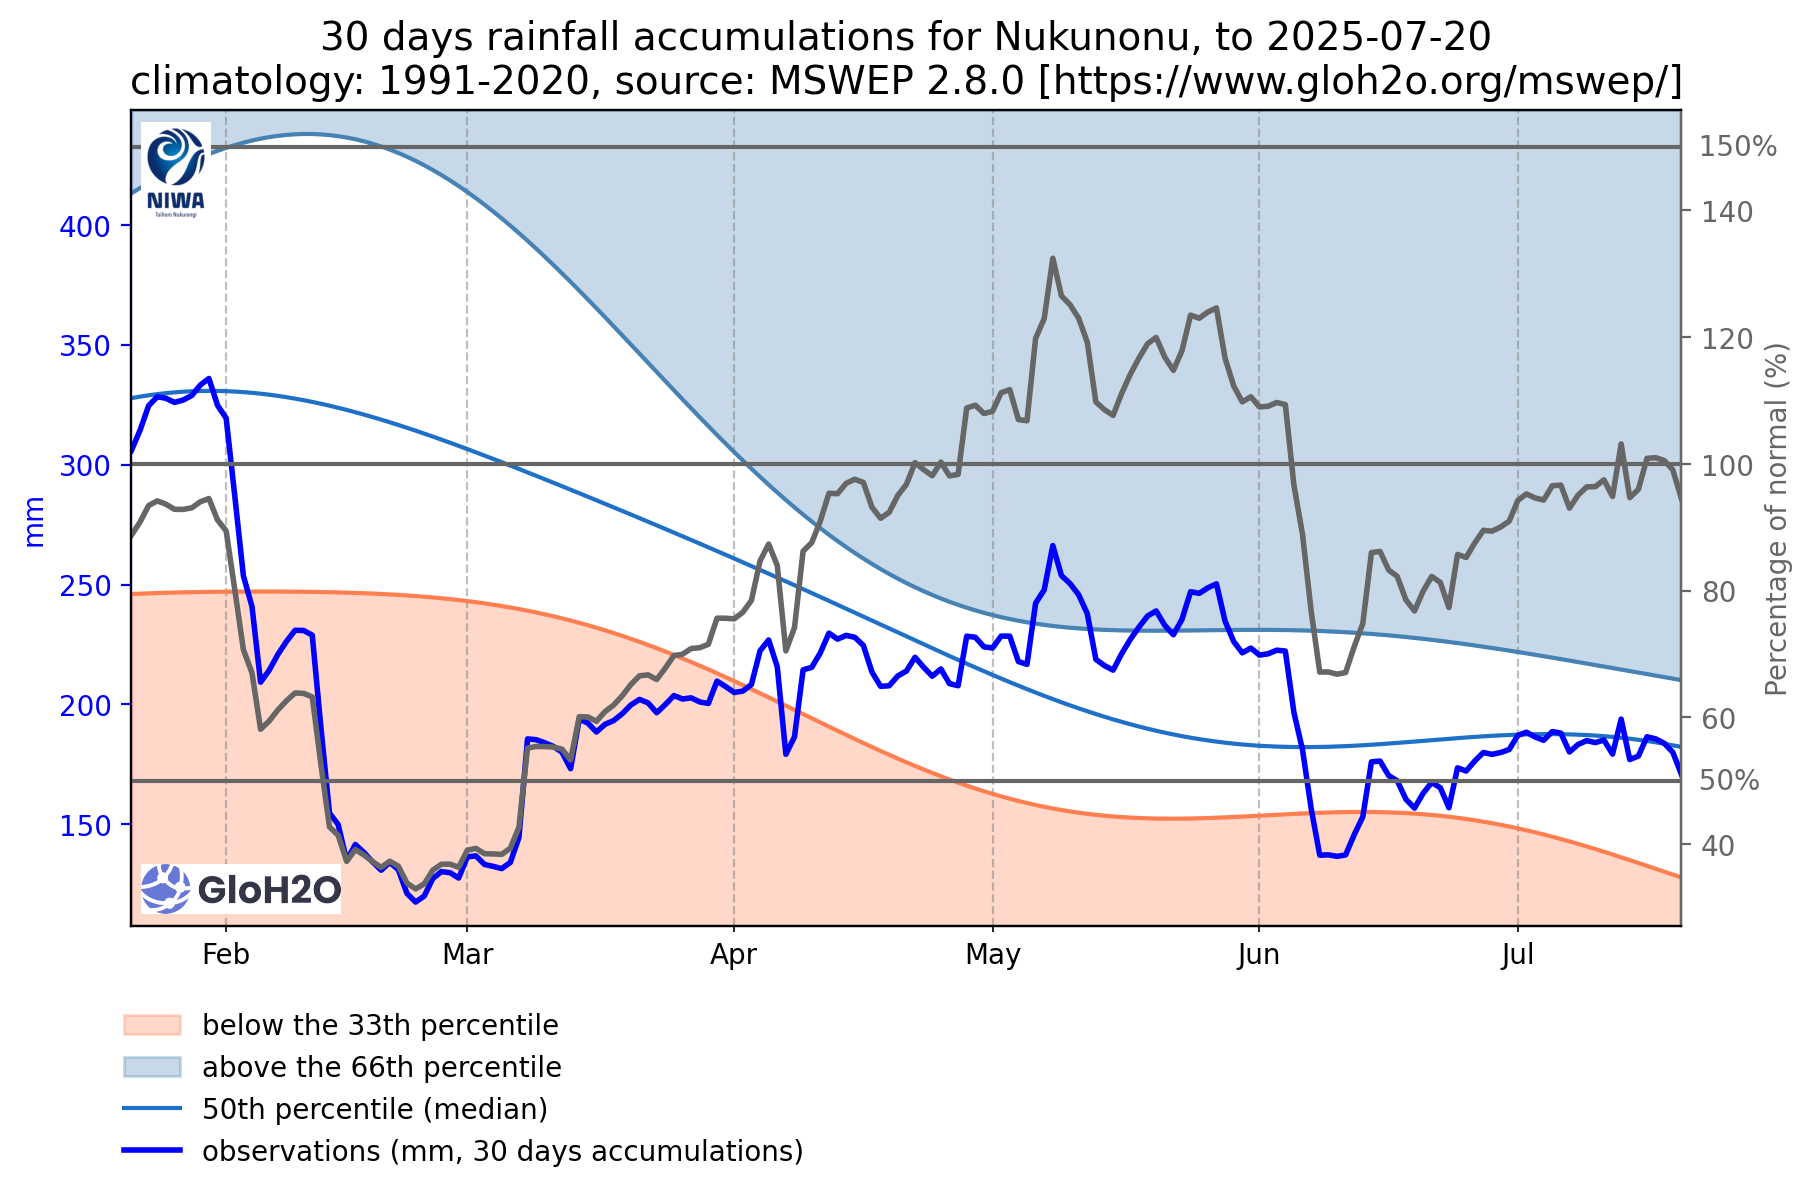 30 days rainfall accumulations for Nukunonu, to 2025-07-20
climatology: 1991-2020, source: MSWEP 2.8.0 [https://www.gloh2o.org/mswep/]
NIWA
Taihoro Nukurangi
mm
400
350
300
250
200
150
150%
140
120
100
80
60
50%
40
Percentage of normal (%)
GloH2O
Feb
Mar
Apr
May
Jun
Jul
below the 33th percentile
above the 66th percentile
50th percentile (median)
observations (mm, 30 days accumulations)